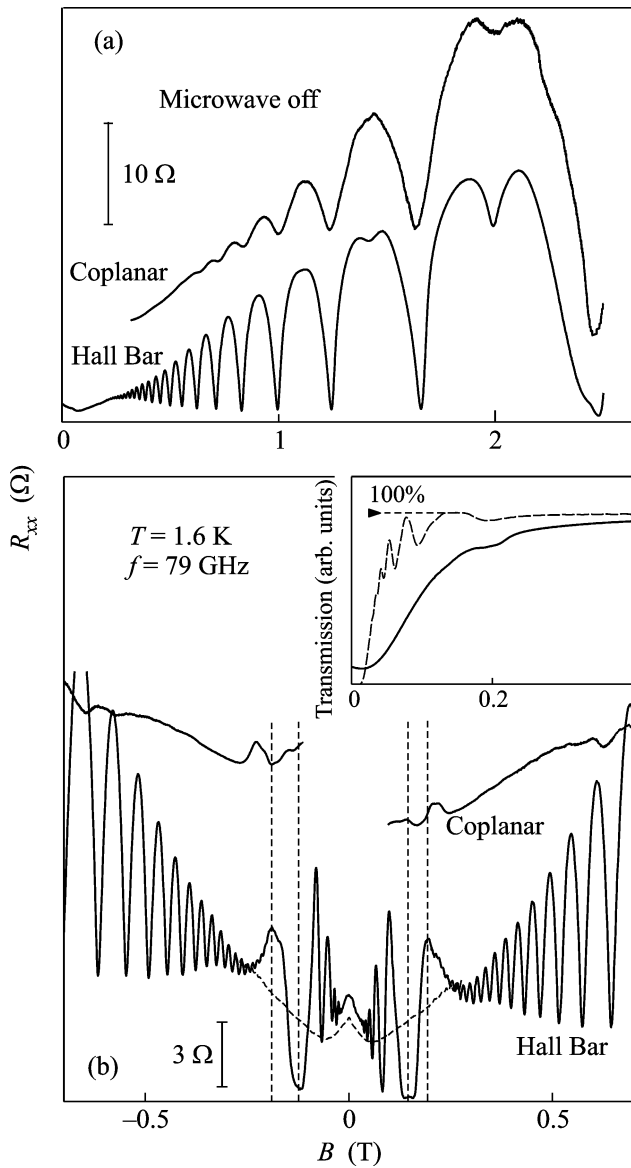 (a)
Microwave off
10 Ω
Coplanar
Hall Bar
0 1 2
R_xx (Ω)
T = 1.6 K
f = 79 GHz
100%
Transmission (arb. units)
0 0.2
Coplanar
Hall Bar
3 Ω
(b)
–0.5 0 0.5
B (T)